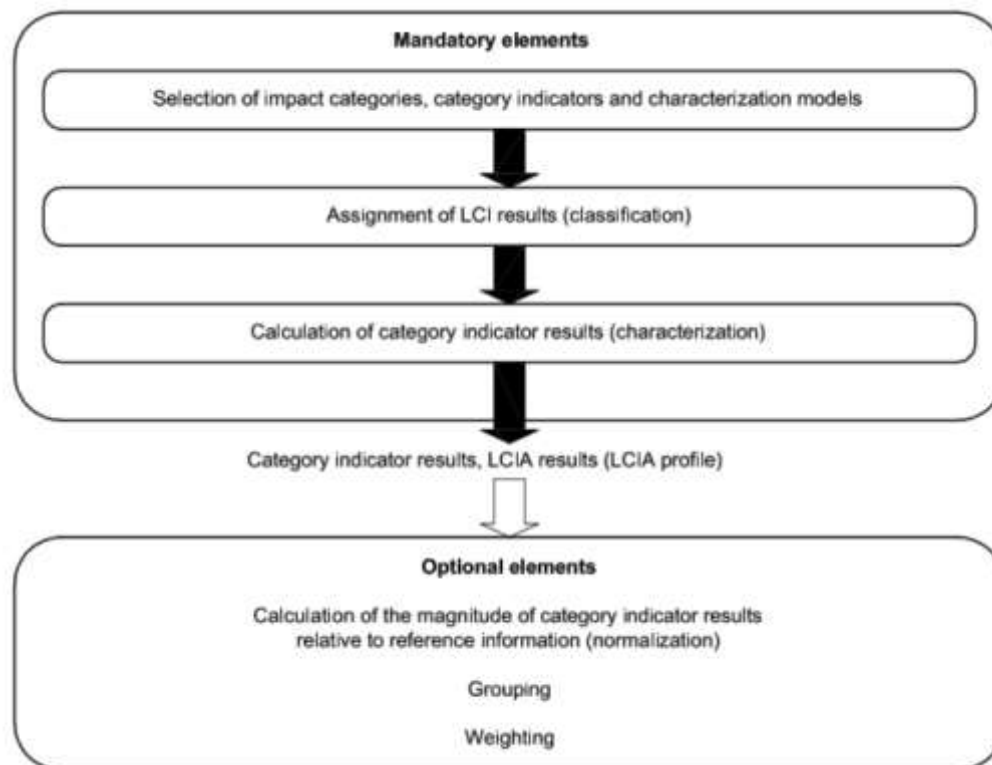 Mandatory elements
Selection of impact categories, category indicators and characterization models
Assignment of LCI results (classification)
Calculation of category indicator results (characterization)
Category indicator results, LCIA results (LCIA profile)
Optional elements
Calculation of the magnitude of category indicator results
relative to reference information (normalization)
Grouping
Weighting